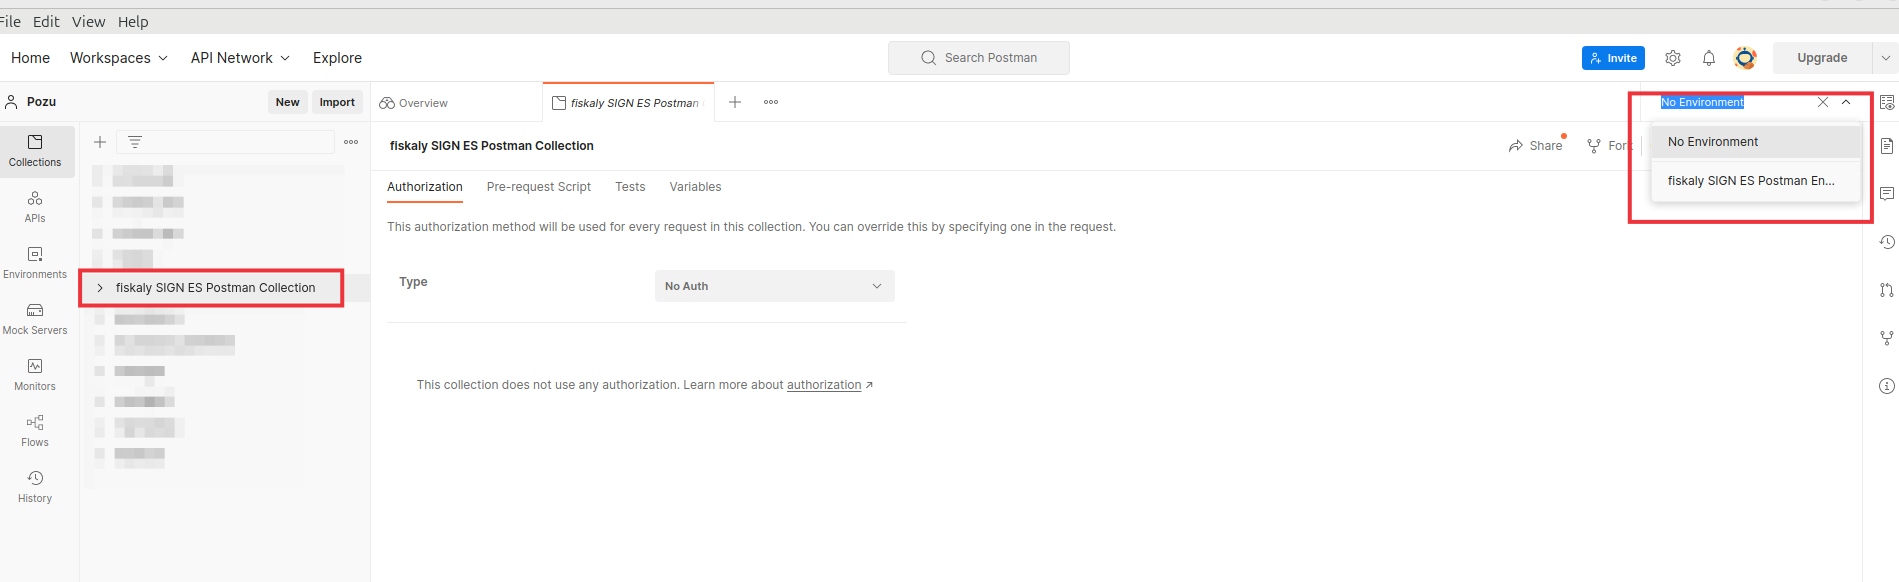 File Edit View Help
Home Workspaces API Network Explore Search Postman Invite Upgrade
Pozu New Import Overview fiskaly SIGN ES Postman No Environment
Collections
fiskaly SIGN ES Postman Collection Share Fork No Environment
Authorization Pre-request Script Tests Variables fiskaly SIGN ES Postman En...
APIs
This authorization method will be used for every request in this collection. You can override this by specifying one in the request.
Environments
fiskaly SIGN ES Postman Collection Type No Auth
Mock Servers
Monitors This collection does not use any authorization. Learn more about authorization ↗
Flows
History